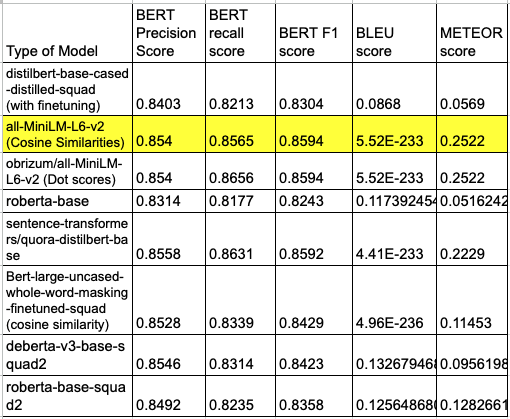 Type of Model	BERT Precision Score	BERT recall score	BERT F1 score	BLEU score	METEOR score
distilbert-base-cased-distilled-squad (with finetuning)	0.8403	0.8213	0.8304	0.0868	0.0569
all-MiniLM-L6-v2 (Cosine Similarities)	0.854	0.8565	0.8594	5.52E-233	0.2522
obrizum/all-MiniLM-L6-v2 (Dot scores)	0.854	0.8656	0.8594	5.52E-233	0.2522
roberta-base	0.8314	0.8177	0.8243	0.117392454	0.0516242
sentence-transformers/quora-distilbert-base	0.8558	0.8631	0.8592	4.41E-233	0.2229
Bert-large-uncased-whole-word-masking-finetuned-squad (cosine similarity)	0.8528	0.8339	0.8429	4.96E-236	0.11453
deberta-v3-base-squad2	0.8546	0.8314	0.8423	0.13267946	0.0956198
roberta-base-squad2	0.8492	0.8235	0.8358	0.12564868	0.1282661